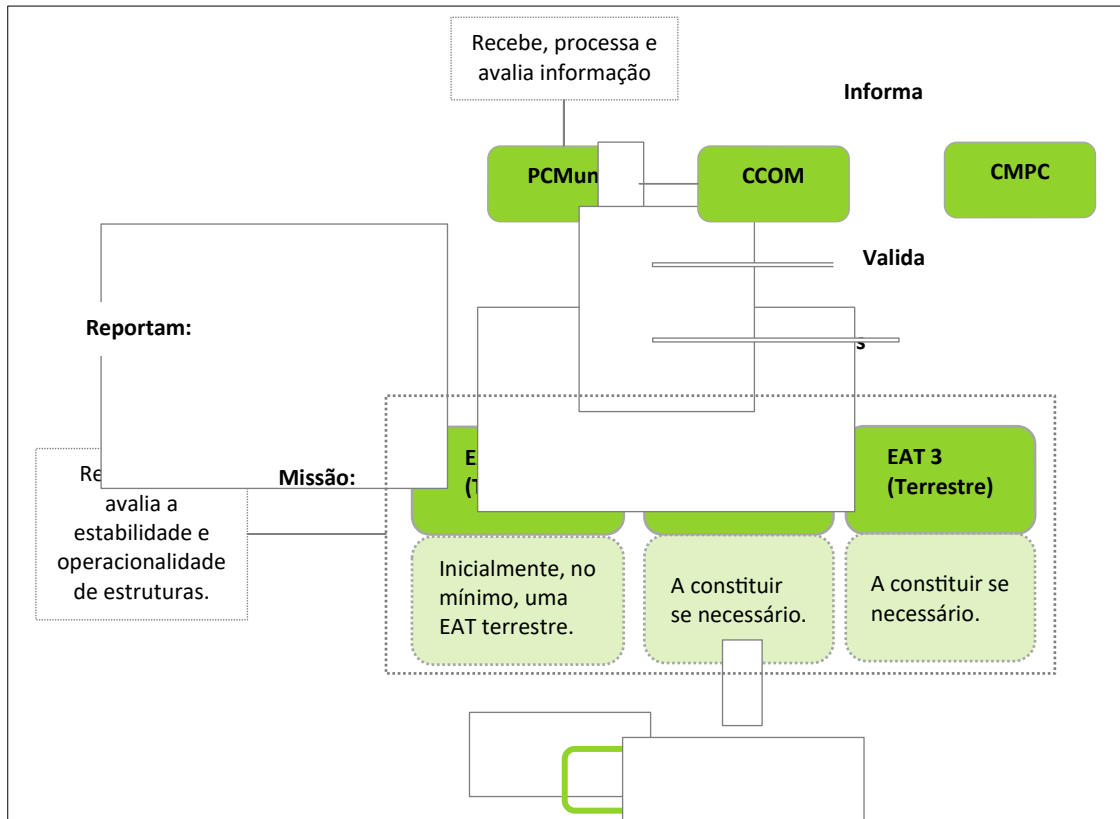 Recebe, processa e
avalia informação
Informa
PCMun
CCOM
CMPC
Valida
Reportam:
s
Missão:
avalia a
estabilidade e
operacionalidade
de estruturas.
EAT 3
(Terrestre)
Inicialmente, no
mínimo, uma
EAT terrestre.
A constituir
se necessário.
A constituir se
necessário.